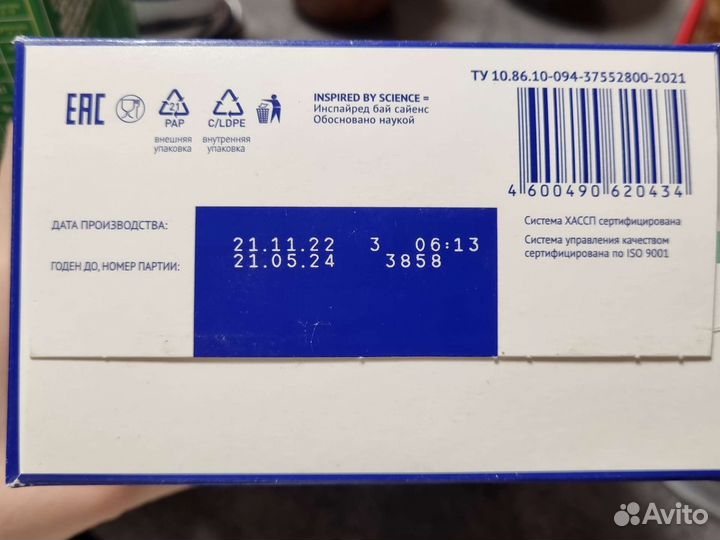 ТУ 10.86.10-094-37552800-2021
EAC
21
PAP
C/LDPE
внешняя
упаковка
внутренняя
упаковка
INSPIRED BY SCIENCE =
Инспайред бай сайенс
Обосновано наукой
4 600490 620434
Система ХАССП сертифицирована
Система управления качеством
сертифицирована по ISO 9001
ДАТА ПРОИЗВОДСТВА:
21.11.22 3 06:13
ГОДЕН ДО, НОМЕР ПАРТИИ:
21.05.24 3858
Avito